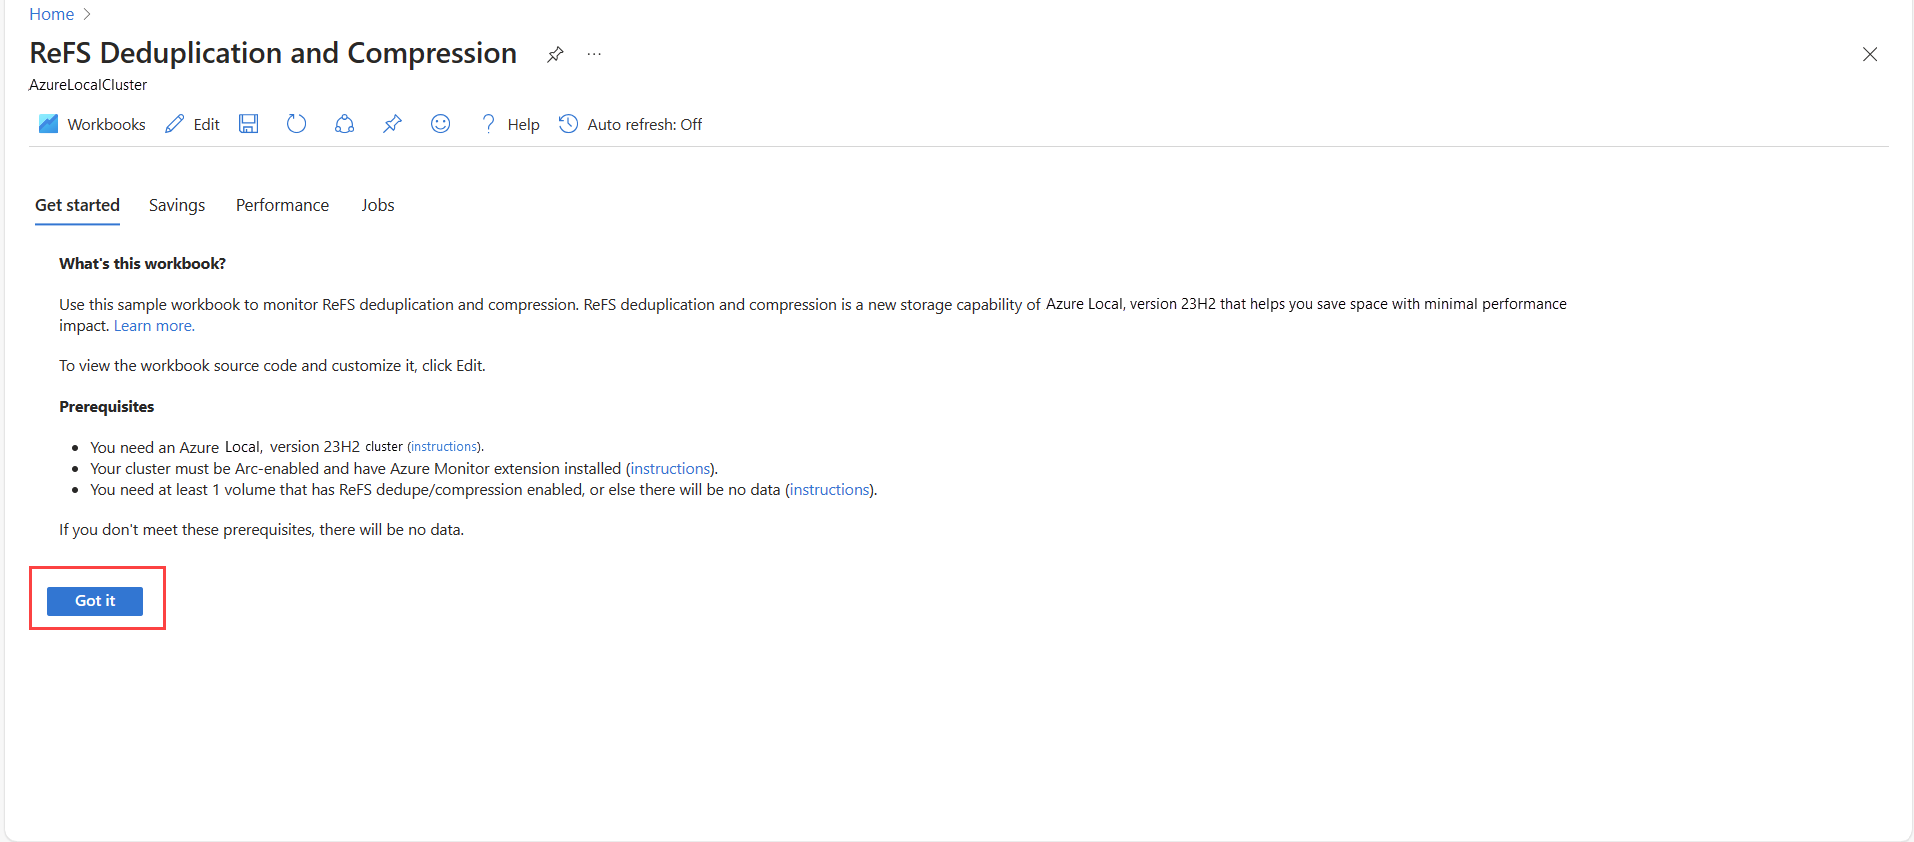 Home
ReFS Deduplication and Compression
AzureLocalCluster
Workbooks Edit Help Auto refresh: Off
Get started Savings Performance Jobs
What's this workbook?
Use this sample workbook to monitor ReFS deduplication and compression. ReFS deduplication and compression is a new storage capability of Azure Local, version 23H2 that helps you save space with minimal performance
impact. Learn more.
To view the workbook source code and customize it, click Edit.
Prerequisites
• You need an Azure Local, version 23H2 cluster (instructions).
• Your cluster must be Arc-enabled and have Azure Monitor extension installed (instructions).
• You need at least 1 volume that has ReFS dedupe/compression enabled, or else there will be no data (instructions).
If you don't meet these prerequisites, there will be no data.
Got it